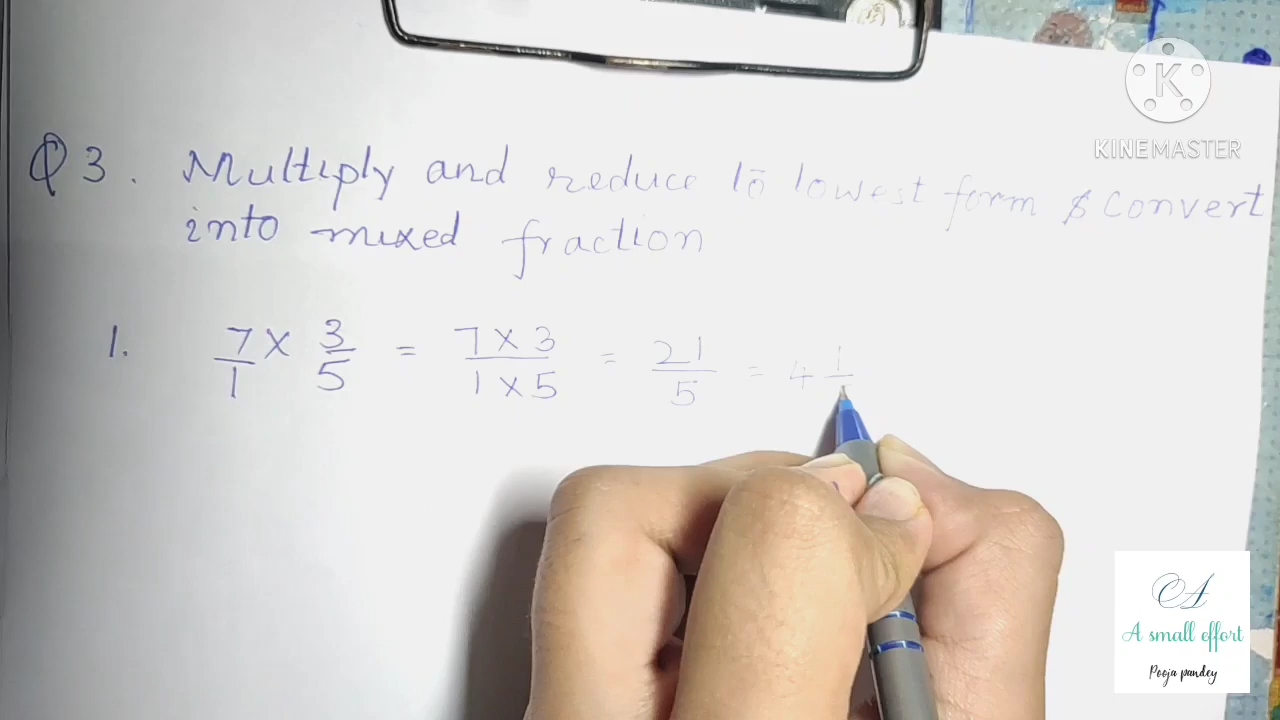 KINEMASTER
Q3. Multiply and reduce to lowest form & convert
into mixed fraction
1. 7/1 × 3/5 = 7 × 3/1 × 5 = 21/5 = 4 1/5
A small effort
Pooja pandey